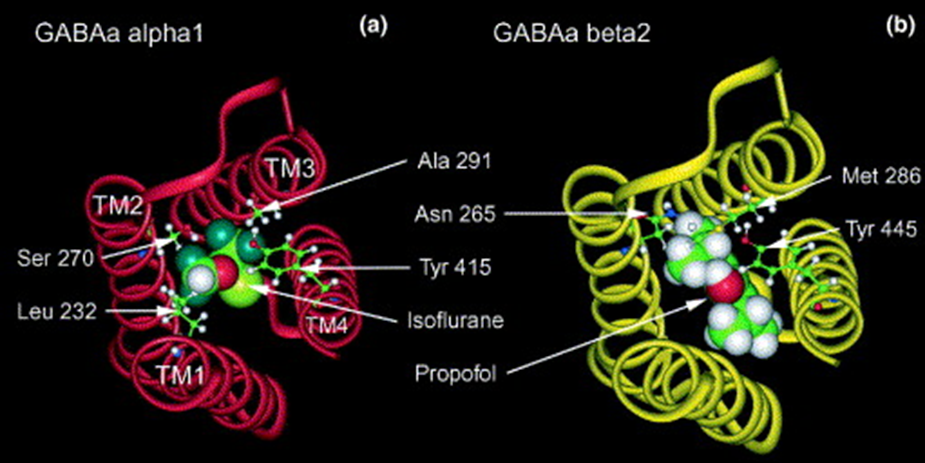 GABAa alpha1
(a)
TM3
TM2
Ala 291
Ser 270
Tyr 415
Leu 232
Isoflurane
TM4
TM1
GABAa beta2
(b)
Met 286
Asn 265
Tyr 445
Propofol